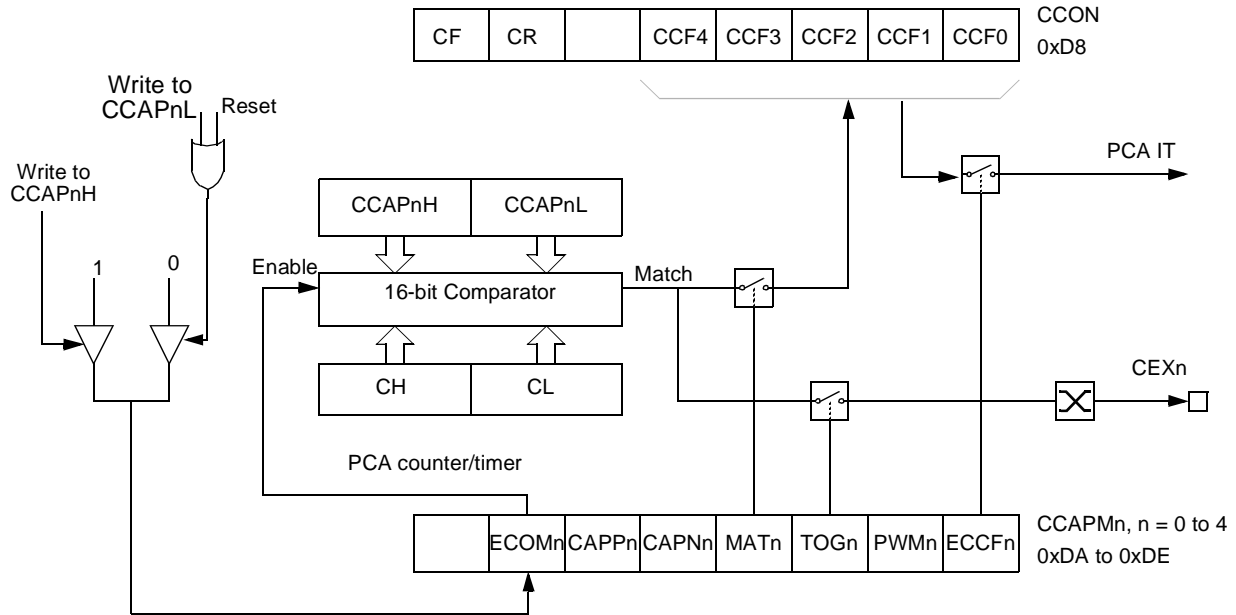 CF CR CCF4 CCF3 CCF2 CCF1 CCF0
CCON
0xD8
Write to
CCAPnL
Reset
Write to
CCAPnH
PCA IT
CCAPnH CCAPnL
1 0
Enable
16-bit Comparator
Match
CH CL
CEXn
PCA counter/timer
ECOMn CAPPn CAPNn MATn TOGn PWMn ECCFn
CCAPMn, n = 0 to 4
0xDA to 0xDE